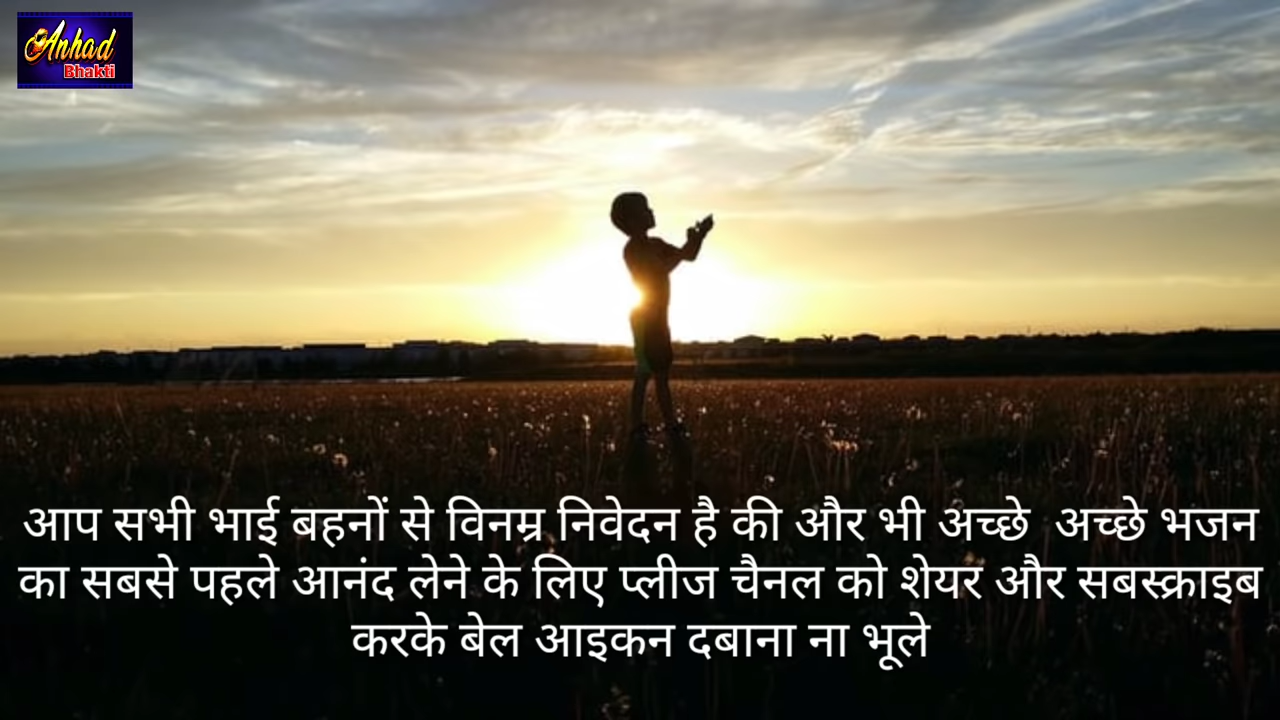 Anhad
Bhakti
आप सभी भाई बहनों से विनम्र निवेदन है की और भी अच्छे  अच्छे भजन
का सबसे पहले आनंद लेने के लिए प्लीज चैनल को शेयर और सबस्क्राइब
करके बेल आइकन दबाना ना भूले